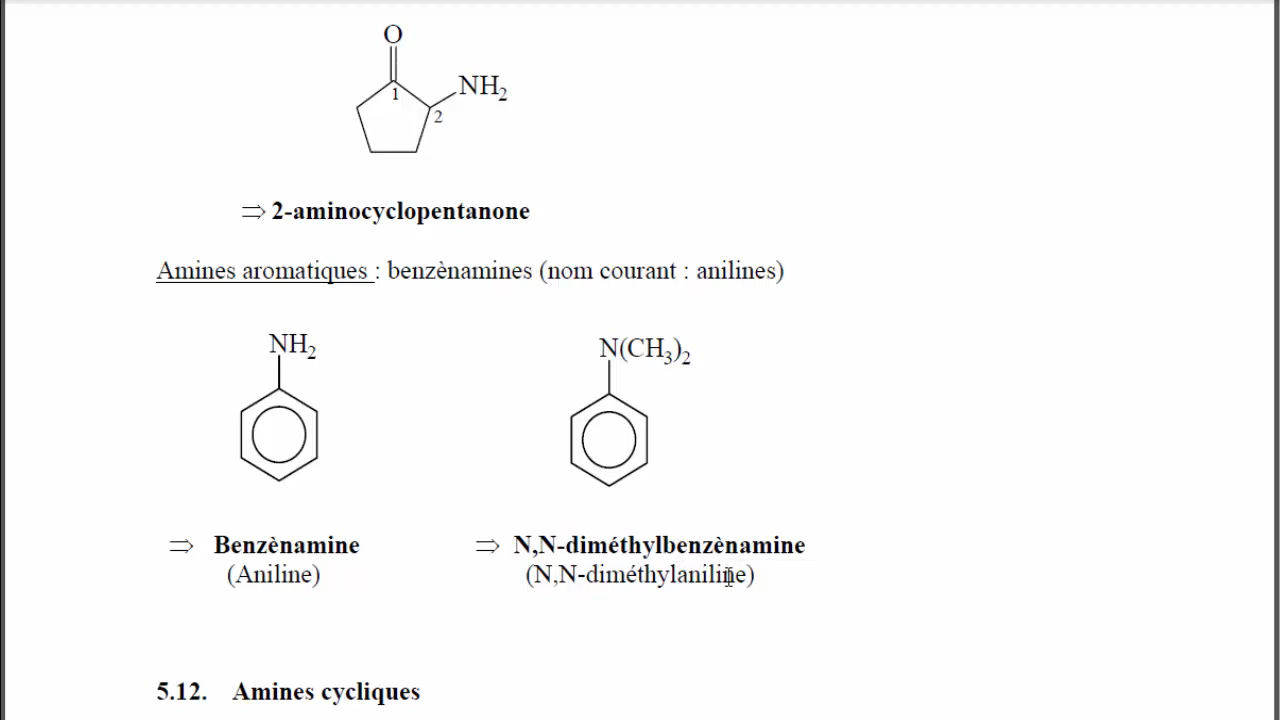 O
NH2
1
2
⇒ 2-aminocyclopentanone
Amines aromatiques : benzènamines (nom courant : anilines)
NH2 N(CH3)2
⇒ Benzènamine ⇒ N,N-diméthylbenzènamine
(Aniline) (N,N-diméthylaniline)
5.12. Amines cycliques